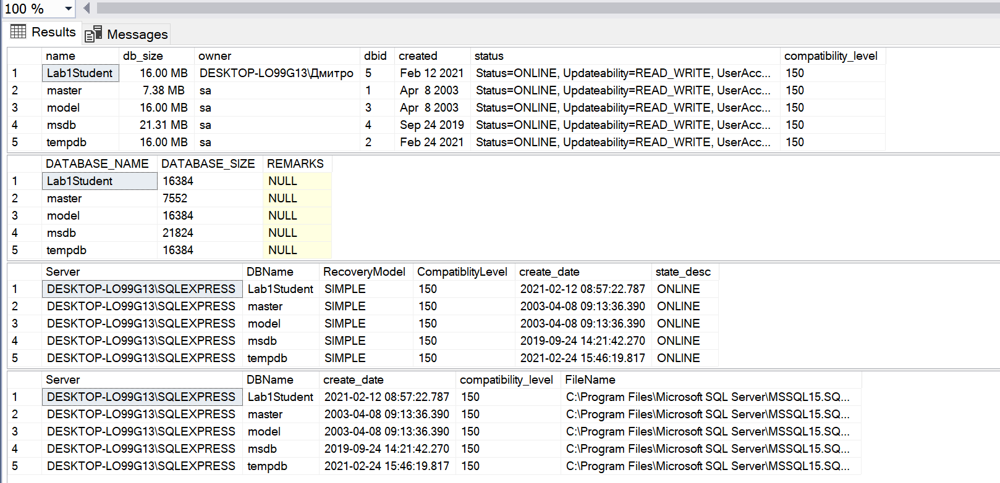 100 %
Results Messages
name db_size owner dbid created status compatibility_level
1 Lab1Student 16.00 MB DESKTOP-LO99G13\Дмитро 5 Feb 12 2021 Status=ONLINE, Updateability=READ_WRITE, UserAcc... 150
2 master 7.38 MB sa 1 Apr 8 2003 Status=ONLINE, Updateability=READ_WRITE, UserAcc... 150
3 model 16.00 MB sa 3 Apr 8 2003 Status=ONLINE, Updateability=READ_WRITE, UserAcc... 150
4 msdb 21.31 MB sa 4 Sep 24 2019 Status=ONLINE, Updateability=READ_WRITE, UserAcc... 150
5 tempdb 16.00 MB sa 2 Feb 24 2021 Status=ONLINE, Updateability=READ_WRITE, UserAcc... 150
DATABASE_NAME DATABASE_SIZE REMARKS
1 Lab1Student 16384 NULL
2 master 7552 NULL
3 model 16384 NULL
4 msdb 21824 NULL
5 tempdb 16384 NULL
Server DBName RecoveryModel CompatiblityLevel create_date state_desc
1 DESKTOP-LO99G13\SQLEXPRESS Lab1Student SIMPLE 150 2021-02-12 08:57:22.787 ONLINE
2 DESKTOP-LO99G13\SQLEXPRESS master SIMPLE 150 2003-04-08 09:13:36.390 ONLINE
3 DESKTOP-LO99G13\SQLEXPRESS model SIMPLE 150 2003-04-08 09:13:36.390 ONLINE
4 DESKTOP-LO99G13\SQLEXPRESS msdb SIMPLE 150 2019-09-24 14:21:42.270 ONLINE
5 DESKTOP-LO99G13\SQLEXPRESS tempdb SIMPLE 150 2021-02-24 15:46:19.817 ONLINE
Server DBName create_date compatibility_level FileName
1 DESKTOP-LO99G13\SQLEXPRESS Lab1Student 2021-02-12 08:57:22.787 150 C:\Program Files\Microsoft SQL Server\MSSQL15.SQ...
2 DESKTOP-LO99G13\SQLEXPRESS master 2003-04-08 09:13:36.390 150 C:\Program Files\Microsoft SQL Server\MSSQL15.SQ...
3 DESKTOP-LO99G13\SQLEXPRESS model 2003-04-08 09:13:36.390 150 C:\Program Files\Microsoft SQL Server\MSSQL15.SQ...
4 DESKTOP-LO99G13\SQLEXPRESS msdb 2019-09-24 14:21:42.270 150 C:\Program Files\Microsoft SQL Server\MSSQL15.SQ...
5 DESKTOP-LO99G13\SQLEXPRESS tempdb 2021-02-24 15:46:19.817 150 C:\Program Files\Microsoft SQL Server\MSSQL15.SQ...